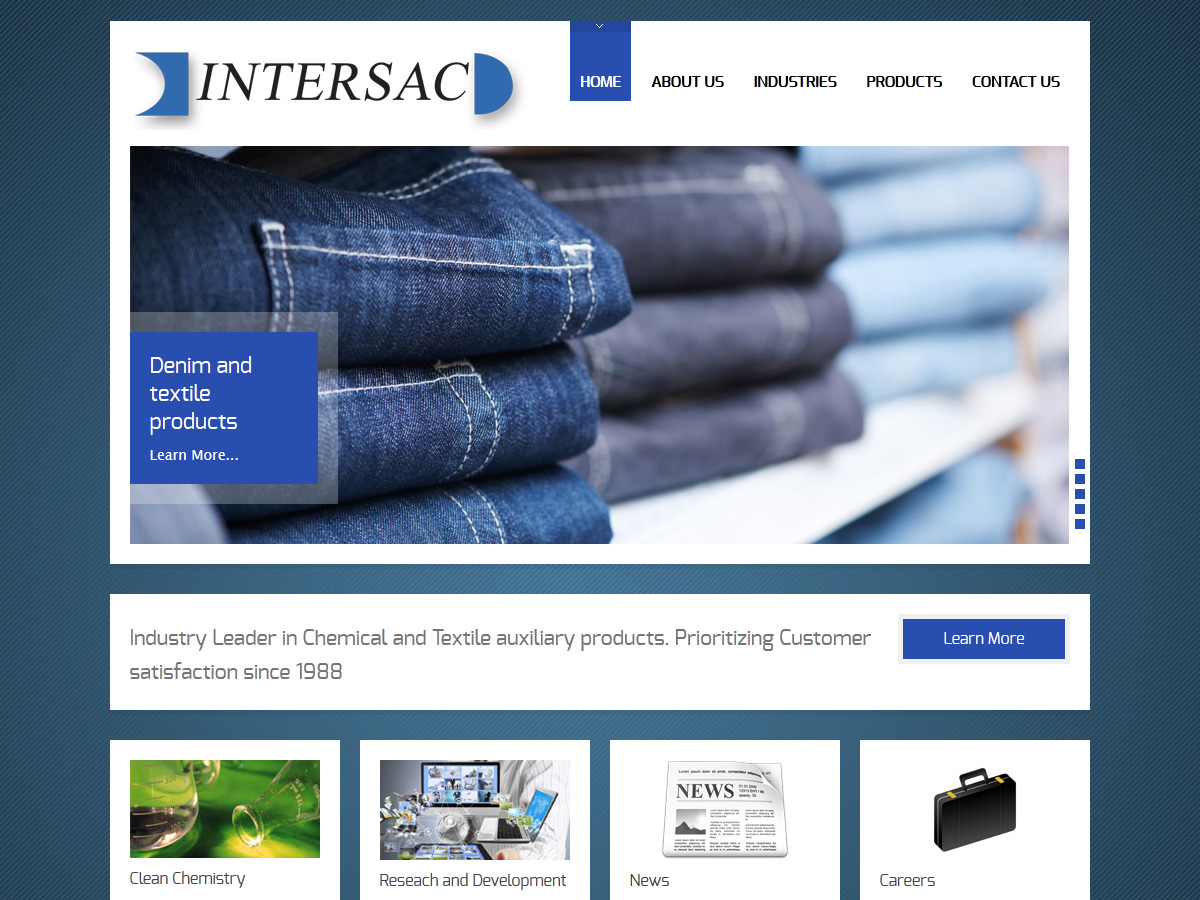 INTERSAC
HOME
ABOUT US
INDUSTRIES
PRODUCTS
CONTACT US
Denim and
textile
products
Learn More...
Industry Leader in Chemical and Textile auxiliary products. Prioritizing Customer
satisfaction since 1988
Learn More
NEWS
Clean Chemistry
Reseach and Development
News
Careers